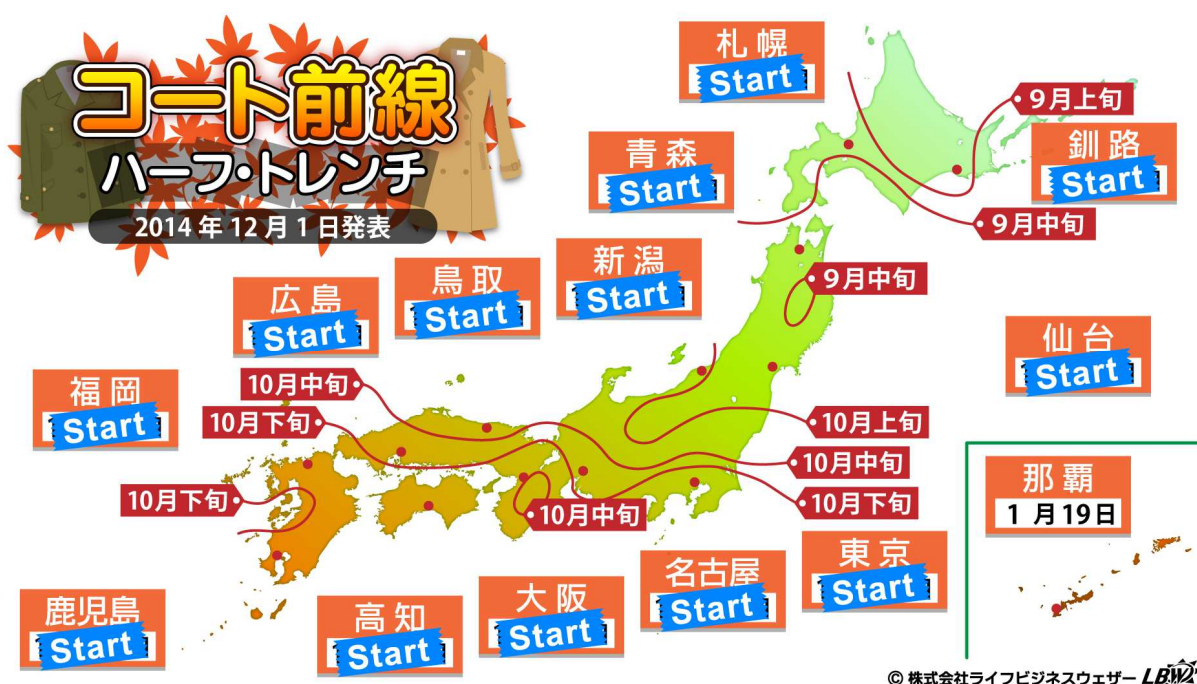 コート前線
ハーフ・トレンチ
2014年12月1日発表
札幌
Start
9月上旬
青森
Start
釧路
Start
9月中旬
新潟
Start
9月中旬
鳥取
Start
広島
Start
仙台
Start
福岡
Start
10月中旬
10月下旬
10月上旬
10月中旬
10月下旬
10月下旬
10月中旬
那覇
1月19日
東京
Start
名古屋
Start
大阪
Start
高知
Start
鹿児島
Start
© 株式会社ライフビジネスウェザー LBW